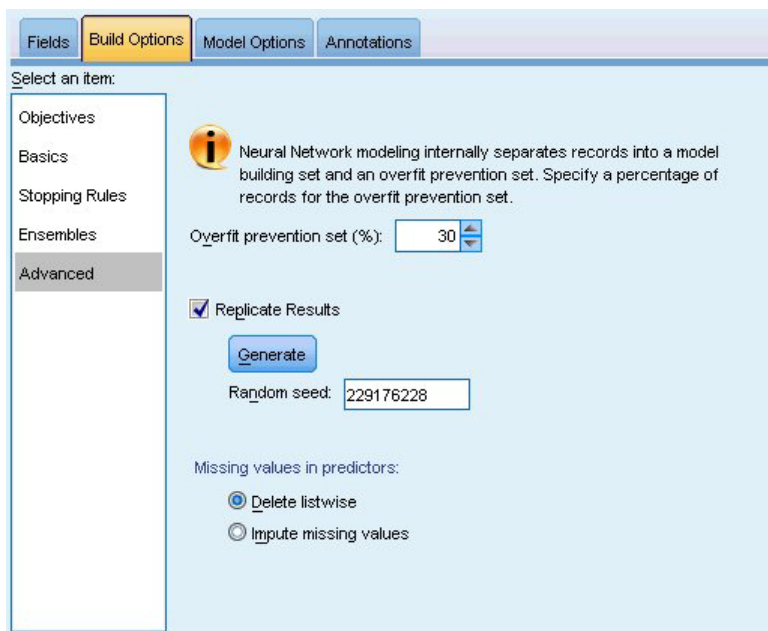 Fields Build Options Model Options Annotations
Select an item:
Objectives
Basics
Stopping Rules
Ensembles
Advanced
Neural Network modeling internally separates records into a model
building set and an overfit prevention set. Specify a percentage of
records for the overfit prevention set.
Overfit prevention set (%): 30
Replicate Results
Generate
Random seed: 229176228
Missing values in predictors:
Delete listwise
Impute missing values